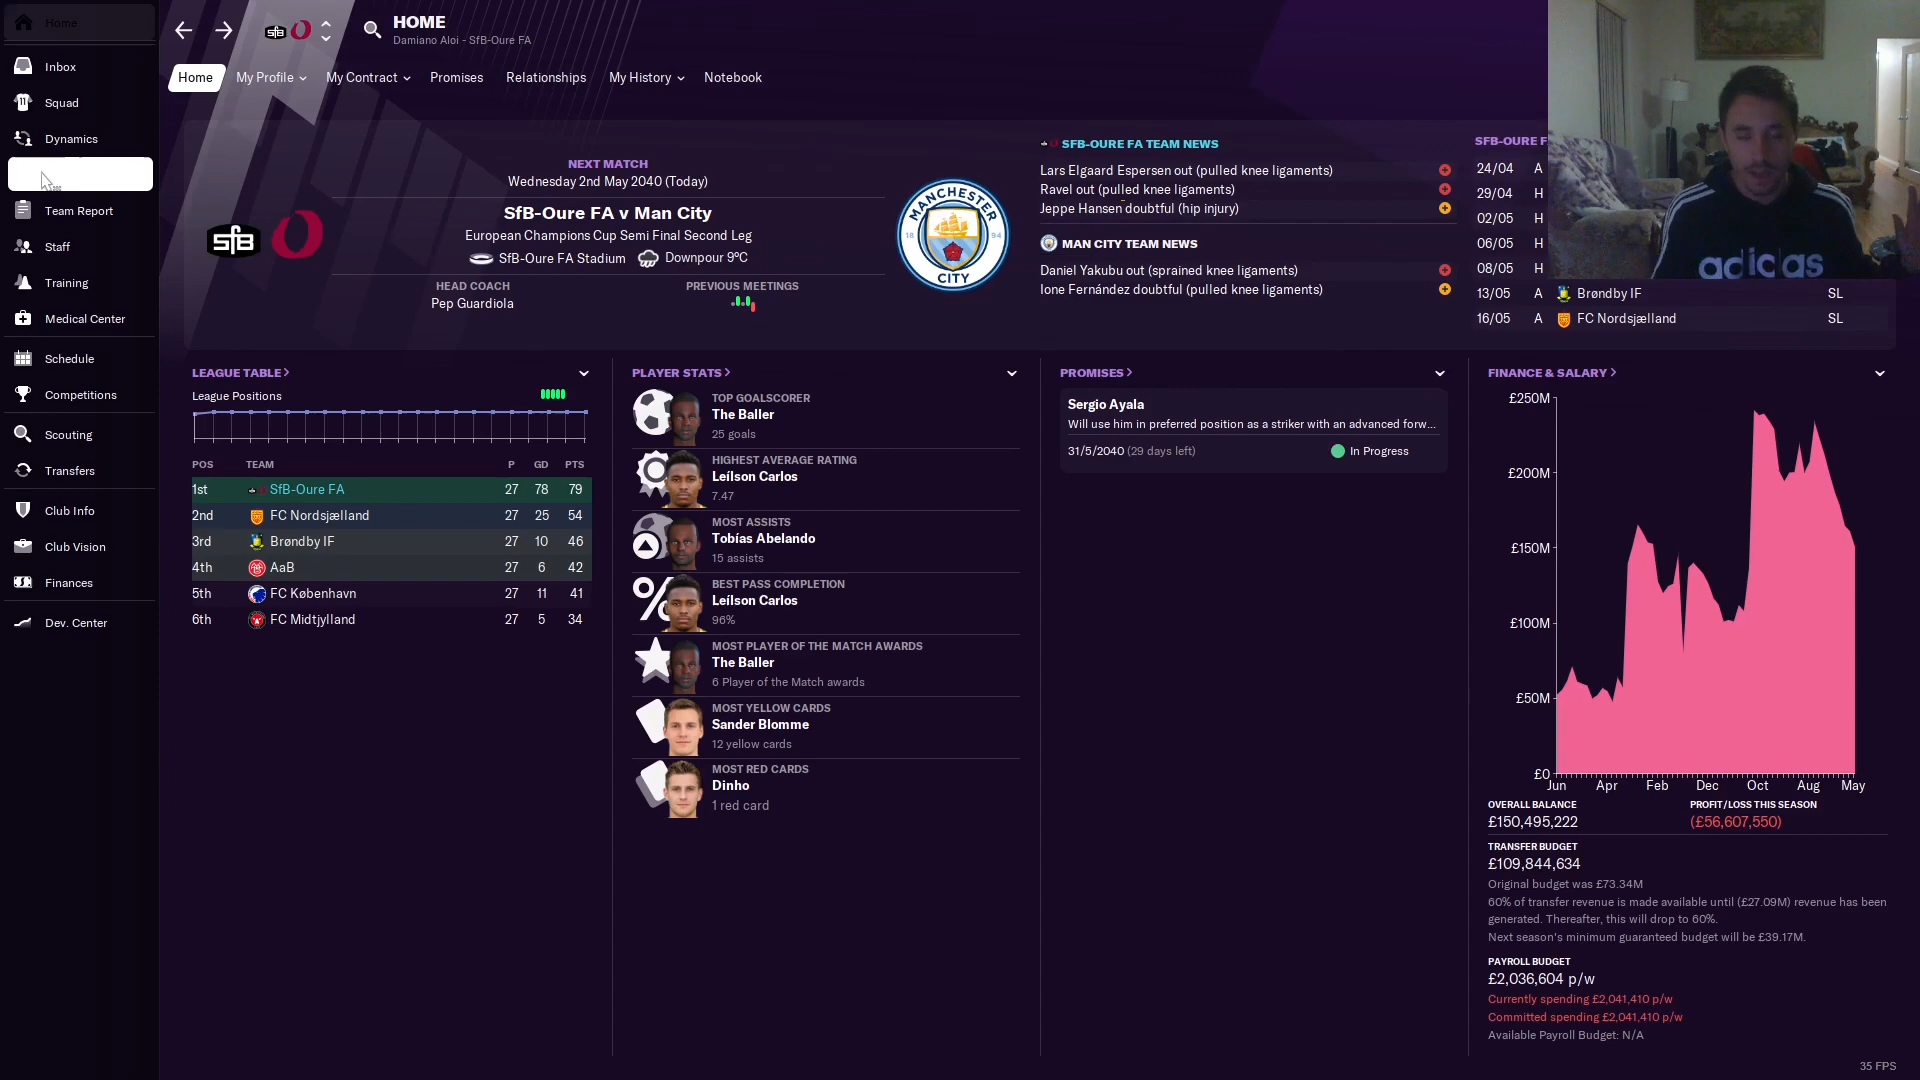 Home
Inbox
Squad
Dynamics
Team Report
Staff
Training
Medical Center
Schedule
Competitions
Scouting
Transfers
Club Info
Club Vision
Finances
Dev. Center
sfb
HOME
Damiano Aloi - SfB-Oure FA
Home
My Profile
My Contract
Promises
Relationships
My History
Notebook
sfb
NEXT MATCH
Wednesday 2nd May 2040 (Today)
SfB-Oure FA v Man City
European Champions Cup Semi Final Second Leg
SfB-Oure FA Stadium
Downpour 9ºC
HEAD COACH
Pep Guardiola
PREVIOUS MEETINGS
MANCHESTER
18 94
CITY
SFB-OURE FA TEAM NEWS
Lars Elgaard Espersen out (pulled knee ligaments)
Ravel out (pulled knee ligaments)
Jeppe Hansen doubtful (hip injury)
MAN CITY TEAM NEWS
Daniel Yakubu out (sprained knee ligaments)
Ione Fernández doubtful (pulled knee ligaments)
SFB-OURE F
24/04 A
29/04 H
02/05 H
06/05 H
08/05 H
13/05 A Brøndby IF SL
16/05 A FC Nordsjælland SL
adidas
LEAGUE TABLE
League Positions
POS TEAM P GD PTS
1st SfB-Oure FA 27 78 79
2nd FC Nordsjælland 27 25 54
3rd Brøndby IF 27 10 46
4th AaB 27 6 42
5th FC København 27 11 41
6th FC Midtjylland 27 5 34
PLAYER STATS
TOP GOALSCORER
The Baller
25 goals
HIGHEST AVERAGE RATING
Leílson Carlos
7.47
MOST ASSISTS
Tobías Abelando
15 assists
BEST PASS COMPLETION
Leílson Carlos
96%
MOST PLAYER OF THE MATCH AWARDS
The Baller
6 Player of the Match awards
MOST YELLOW CARDS
Sander Blomme
12 yellow cards
MOST RED CARDS
Dinho
1 red card
PROMISES
Sergio Ayala
Will use him in preferred position as a striker with an advanced forw...
31/5/2040 (29 days left)
In Progress
FINANCE & SALARY
£250M
£200M
£150M
£100M
£50M
£0
Jun Apr Feb Dec Oct Aug May
OVERALL BALANCE
£150,495,222
PROFIT/LOSS THIS SEASON
(£56,607,550)
TRANSFER BUDGET
£109,844,634
Original budget was £73.34M
60% of transfer revenue is made available until (£27.09M) revenue has been
generated. Thereafter, this will drop to 60%.
Next season's minimum guaranteed budget will be £39.17M.
PAYROLL BUDGET
£2,036,604 p/w
Currently spending £2,041,410 p/w
Committed spending £2,041,410 p/w
Available Payroll Budget: N/A
35 FPS